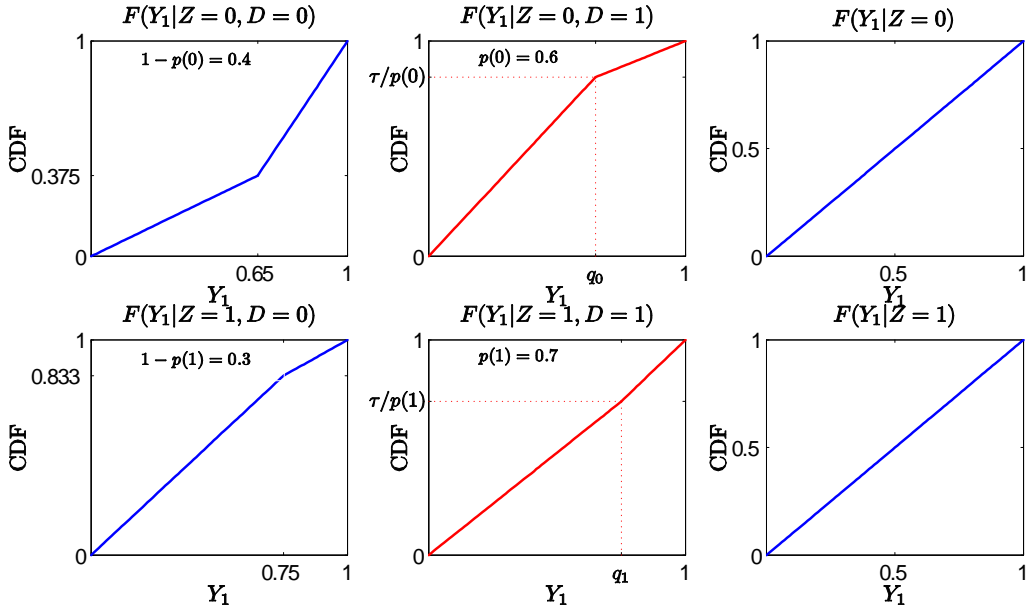 F(Y₁|Z = 0, D = 0)
1
1 − p(0) = 0.4
CDF
0.375
0
0.65
1
Y₁
F(Y₁|Z = 0, D = 1)
1
p(0) = 0.6
τ/p(0)
CDF
0
q₀
1
Y₁
F(Y₁|Z = 0)
1
CDF
0.5
0
0.5
1
Y₁
F(Y₁|Z = 1, D = 0)
1
1 − p(1) = 0.3
0.833
CDF
0
0.75
1
Y₁
F(Y₁|Z = 1, D = 1)
1
p(1) = 0.7
τ/p(1)
CDF
0
q₁
1
Y₁
F(Y₁|Z = 1)
1
CDF
0.5
0
0.5
1
Y₁